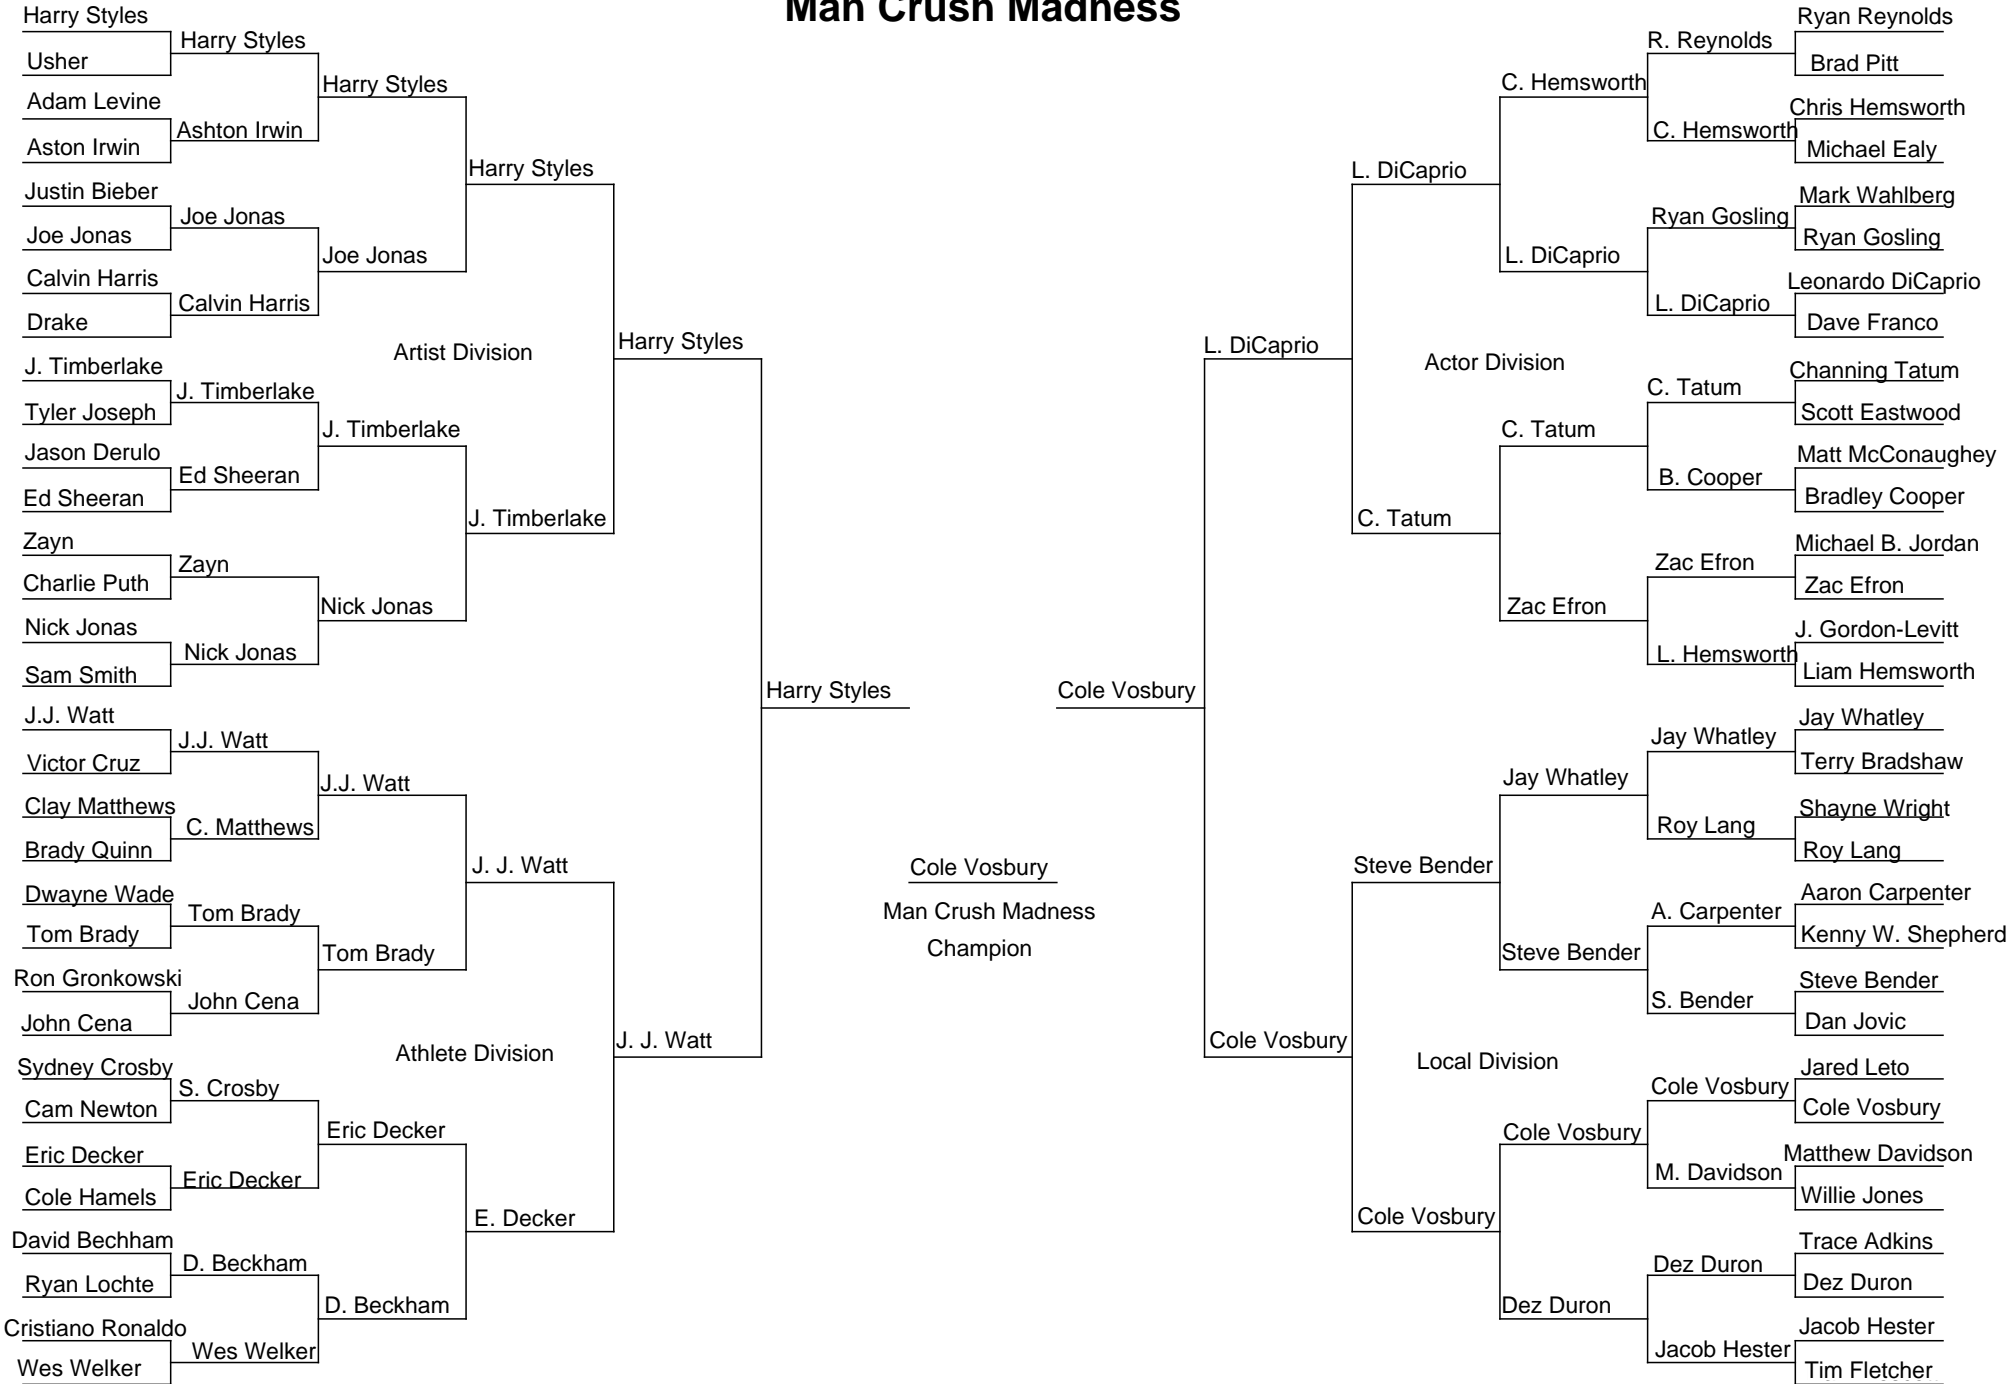 Man Crush Madness
Harry Styles
Usher
Adam Levine
Aston Irwin
Justin Bieber
Joe Jonas
Calvin Harris
Drake
J. Timberlake
Tyler Joseph
Jason Derulo
Ed Sheeran
Zayn
Charlie Puth
Nick Jonas
Sam Smith
J.J. Watt
Victor Cruz
Clay Matthews
Brady Quinn
Dwayne Wade
Tom Brady
Ron Gronkowski
John Cena
Sydney Crosby
Cam Newton
Eric Decker
Cole Hamels
David Bechham
Ryan Lochte
Cristiano Ronaldo
Wes Welker
Harry Styles
Ashton Irwin
Joe Jonas
Calvin Harris
J. Timberlake
Ed Sheeran
Zayn
Nick Jonas
J.J. Watt
C. Matthews
Tom Brady
John Cena
S. Crosby
Eric Decker
D. Beckham
Wes Welker
Harry Styles
Joe Jonas
J. Timberlake
Nick Jonas
J.J. Watt
Tom Brady
Eric Decker
D. Beckham
Harry Styles
J. Timberlake
J. J. Watt
E. Decker
Artist Division
Athlete Division
Harry Styles
J. J. Watt
Harry Styles
Cole Vosbury
Man Crush Madness
Champion
Cole Vosbury
L. DiCaprio
Cole Vosbury
Actor Division
Local Division
L. DiCaprio
C. Tatum
Steve Bender
Cole Vosbury
C. Hemsworth
L. DiCaprio
C. Tatum
Zac Efron
Jay Whatley
Steve Bender
Cole Vosbury
Dez Duron
R. Reynolds
C. Hemsworth
Ryan Gosling
L. DiCaprio
C. Tatum
B. Cooper
Zac Efron
L. Hemsworth
Jay Whatley
Roy Lang
A. Carpenter
S. Bender
Cole Vosbury
M. Davidson
Dez Duron
Jacob Hester
Ryan Reynolds
Brad Pitt
Chris Hemsworth
Michael Ealy
Mark Wahlberg
Ryan Gosling
Leonardo DiCaprio
Dave Franco
Channing Tatum
Scott Eastwood
Matt McConaughey
Bradley Cooper
Michael B. Jordan
Zac Efron
J. Gordon-Levitt
Liam Hemsworth
Jay Whatley
Terry Bradshaw
Shayne Wright
Roy Lang
Aaron Carpenter
Kenny W. Shepherd
Steve Bender
Dan Jovic
Jared Leto
Cole Vosbury
Matthew Davidson
Willie Jones
Trace Adkins
Dez Duron
Jacob Hester
Tim Fletcher